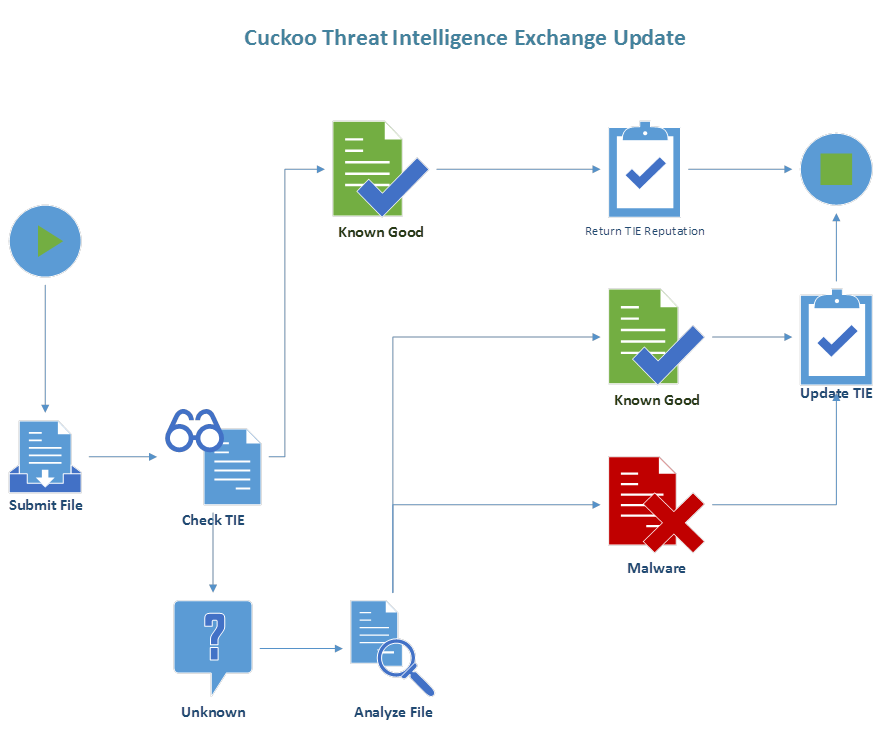 Cuckoo Threat Intelligence Exchange Update
Known Good
Return TIE Reputation
Known Good
Update TIE
Submit File
Check TIE
?
Malware
Unknown
Analyze File